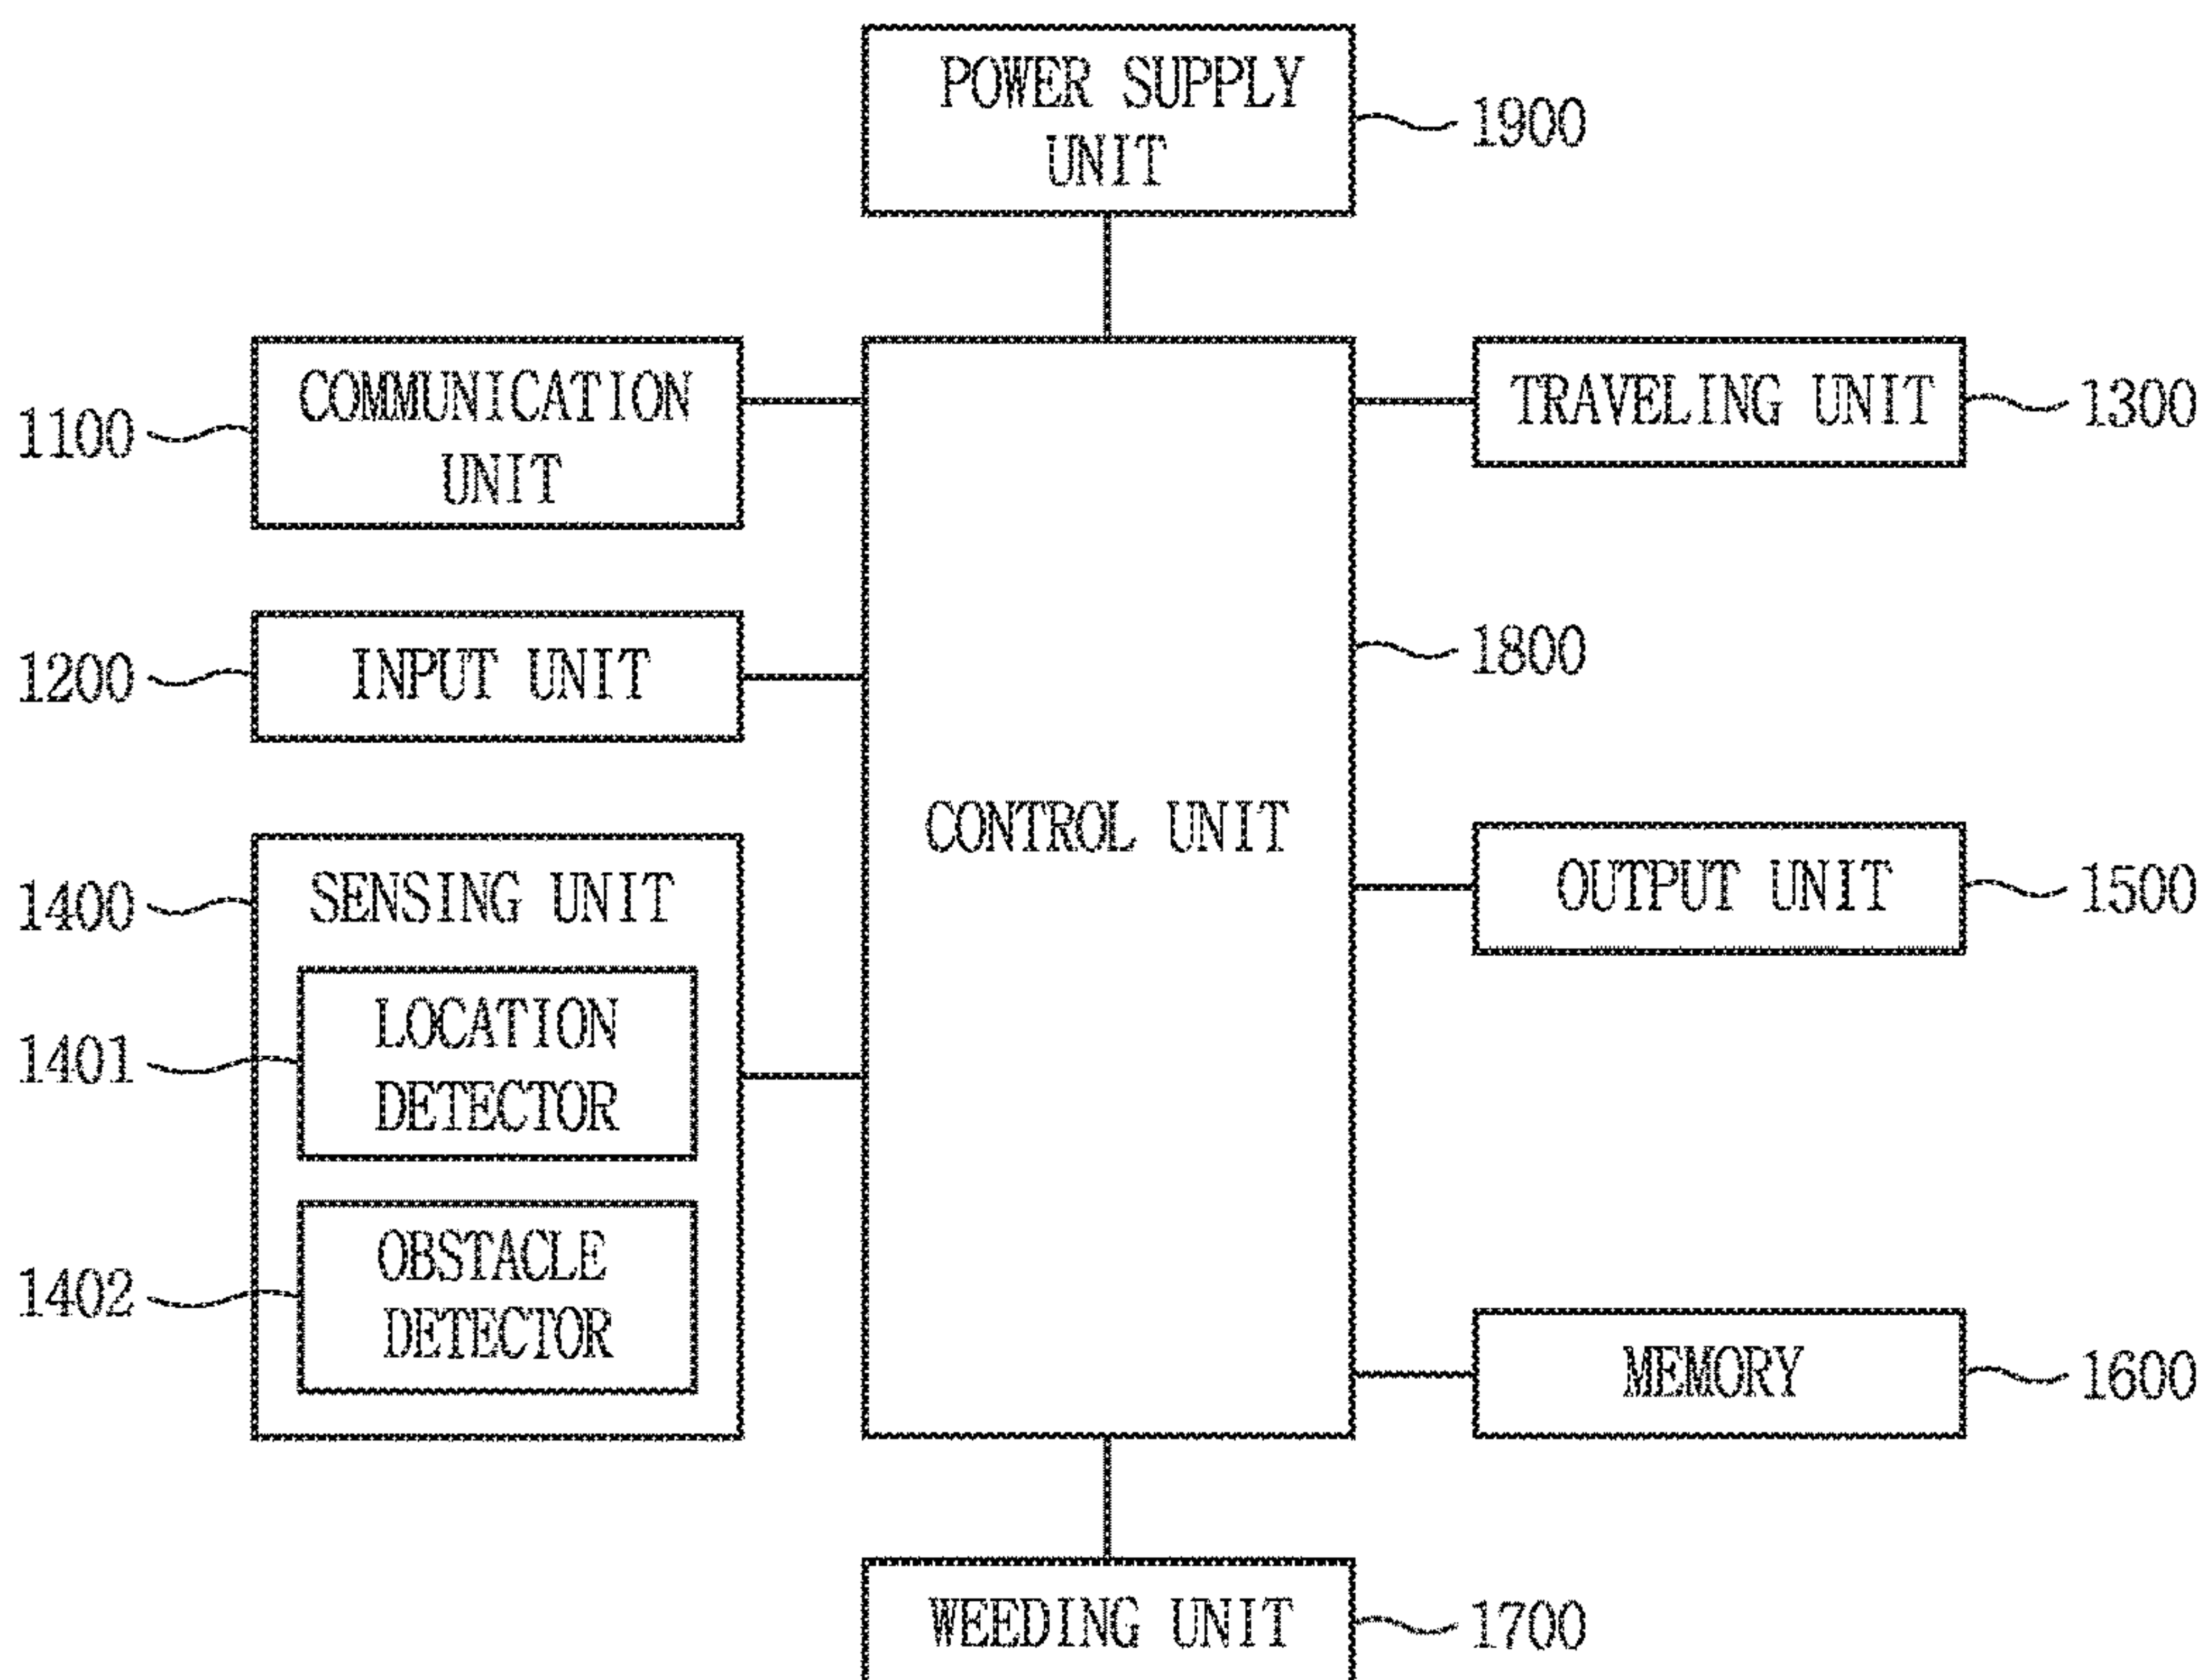 POWER SUPPLY
UNIT
1900
COMMUNICATION
UNIT
1100
TRAVELING UNIT
1300
INPUT UNIT
1200
1800
CONTROL UNIT
SENSING UNIT
1400
OUTPUT UNIT
1500
LOCATION
DETECTOR
1401
OBSTACLE
DETECTOR
1402
MEMORY
1600
WEEDING UNIT
1700